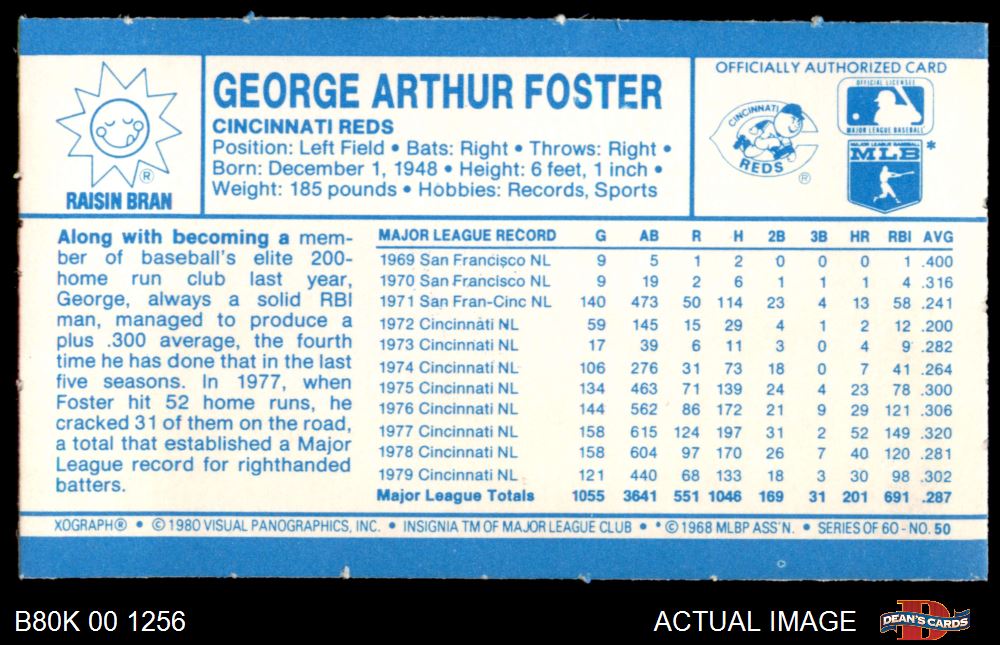 RAISIN BRAN
®
GEORGE ARTHUR FOSTER
CINCINNATI REDS
Position: Left Field • Bats: Right • Throws: Right •
Born: December 1, 1948 • Height: 6 feet, 1 inch •
Weight: 185 pounds • Hobbies: Records, Sports
OFFICIALLY AUTHORIZED CARD
CINCINNATI
REDS
®
OFFICIAL LICENSEE
MAJOR LEAGUE BASEBALL
MAJOR LEAGUE BASEBALL
MLB *
Along with becoming a mem-
ber of baseball's elite 200-
home run club last year,
George, always a solid RBI
man, managed to produce a
plus .300 average, the fourth
time he has done that in the last
five seasons. In 1977, when
Foster hit 52 home runs, he
cracked 31 of them on the road,
a total that established a Major
League record for righthanded
batters.
MAJOR LEAGUE RECORD G AB R H 2B 3B HR RBI AVG
1969 San Francisco NL 9 5 1 2 0 0 0 1 .400
1970 San Francisco NL 9 19 2 6 1 1 1 4 .316
1971 San Fran-Cinc NL 140 473 50 114 23 4 13 58 .241
1972 Cincinnati NL 59 145 15 29 4 1 2 12 .200
1973 Cincinnati NL 17 39 6 11 3 0 4 9 .282
1974 Cincinnati NL 106 276 31 73 18 0 7 41 .264
1975 Cincinnati NL 134 463 71 139 24 4 23 78 .300
1976 Cincinnati NL 144 562 86 172 21 9 29 121 .306
1977 Cincinnati NL 158 615 124 197 31 2 52 149 .320
1978 Cincinnati NL 158 604 97 170 26 7 40 120 .281
1979 Cincinnati NL 121 440 68 133 18 3 30 98 .302
Major League Totals 1055 3641 551 1046 169 31 201 691 .287
XOGRAPH® • © 1980 VISUAL PANOGRAPHICS, INC. • INSIGNIA TM OF MAJOR LEAGUE CLUB • * © 1968 MLBP ASS'N. • SERIES OF 60 - NO. 50
B80K 00 1256
ACTUAL IMAGE
DEAN'S CARDS